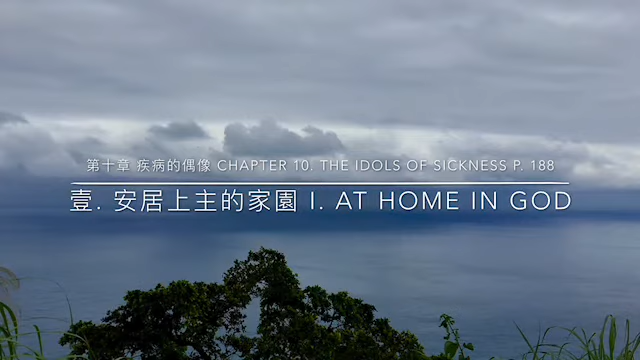 第十章 疾病的偶像 CHAPTER 10. THE IDOLS OF SICKNESS P. 188
壹. 安居上主的家園 I. AT HOME IN GOD